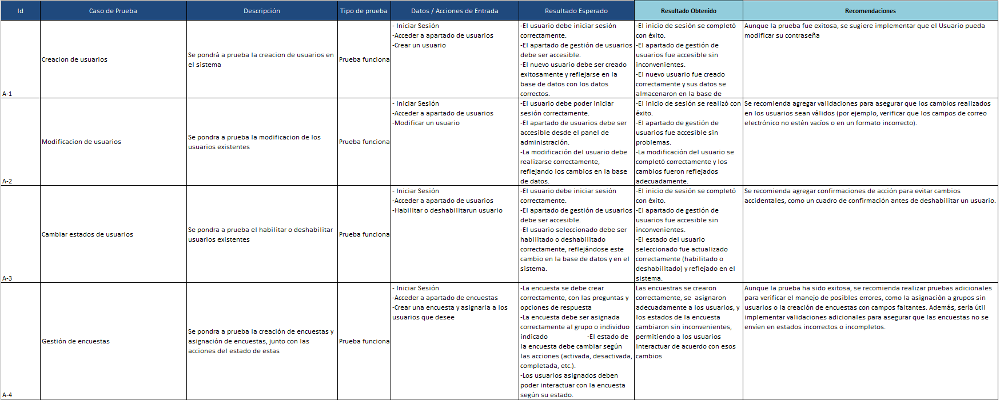 Id
Caso de Prueba
Descripción
Tipo de prueba
Datos / Acciones de Entrada
Resultado Esperado
Resultado Obtenido
Recomendaciones
A-1
Creacion de usuarios
Se pondrá a prueba la creacion de usuarios en
el sistema
Prueba funciona
- Iniciar Sesión
-Acceder a apartado de usuarios
-Crear un usuario
-El usuario debe iniciar sesión
correctamente.
-El apartado de gestión de usuarios
debe ser accesible.
-El nuevo usuario debe ser creado
exitosamente y reflejarse en la
base de datos con los datos
correctos.
-El inicio de sesión se completó
con éxito.
-El apartado de gestión de
usuarios fue accesible sin
inconvenientes.
-El nuevo usuario fue creado
correctamente y sus datos se
almacenaron en la base de
Aunque la prueba fue exitosa, se sugiere implementar que el Usuario pueda
modificar su contraseña
A-2
Modificacion de usuarios
Se pondra a prueba la modificacion de los
usuarios existentes
Prueba funciona
- Iniciar Sesión
-Acceder a apartado de usuarios
-Modificar un usuario
-El usuario debe poder iniciar
sesión correctamente.
-El apartado de usuarios debe ser
accesible desde el panel de
administración.
-La modificación del usuario debe
realizarse correctamente,
reflejando los cambios en la base
de datos.
-El inicio de sesión se realizó con
éxito.
-El apartado de gestión de
usuarios fue accesible sin
problemas.
-La modificación del usuario se
completó correctamente y los
cambios fueron reflejados
adecuadamente.
Se recomienda agregar validaciones para asegurar que los cambios realizados
en los usuarios sean válidos (por ejemplo, verificar que los campos de correo
electrónico no estén vacíos o en un formato incorrecto).
A-3
Cambiar estados de usuarios
Se pondra a prueba el habilitar o deshabilitar
usuarios existentes
Prueba funciona
- Iniciar Sesión
-Acceder a apartado de usuarios
-Habilitar o deshabilitarun usuario
-El usuario debe iniciar sesión
correctamente.
-El apartado de gestión de usuarios
debe ser accesible.
-El usuario seleccionado debe ser
habilitado o deshabilitado
correctamente, reflejándose este
cambio en la base de datos y en el
sistema.
-El inicio de sesión se completó
con éxito.
-El apartado de gestión de
usuarios fue accesible sin
inconvenientes.
-El estado del usuario
seleccionado fue actualizado
correctamente (habilitado o
deshabilitado) y reflejado en el
sistema.
Se recomienda agregar confirmaciones de acción para evitar cambios
accidentales, como un cuadro de confirmación antes de deshabilitar un usuario.
A-4
Gestión de encuestas
Se pondra a prueba la creación de encuestas y
asignación de encuestas, junto con las
acciones del estado de estas
Prueba funciona
- Iniciar Sesión
-Acceder a apartado de encuestas
-Crear una encuesta y asignarla a los
usuarios que desee
-La encuesta se debe crear
correctamente, con las preguntas y
opciones de respuesta
-La encuesta debe ser asignada
correctamente al grupo o individuo
indicado -El estado de
la encuesta debe cambiar según
las acciones (activada, desactivada,
completada, etc.).
-Los usuarios asignados deben
poder interactuar con la encuesta
según su estado.
Las encuestras se crearon
correctamente, se asignaron
adecuadamente a los usuarios, y
los estados de la encuesta
cambiaron sin inconvenientes,
permitiendo a los usuarios
interactuar de acuerdo con esos
cambios
Aunque la prueba ha sido exitosa, se recomienda realizar pruebas adicionales
para verificar el manejo de posibles errores, como la asignación a grupos sin
usuarios o la creación de encuestas con campos faltantes. Además, sería útil
implementar validaciones adicionales para asegurar que las encuestas no se
envíen en estados incorrectos o incompletos.